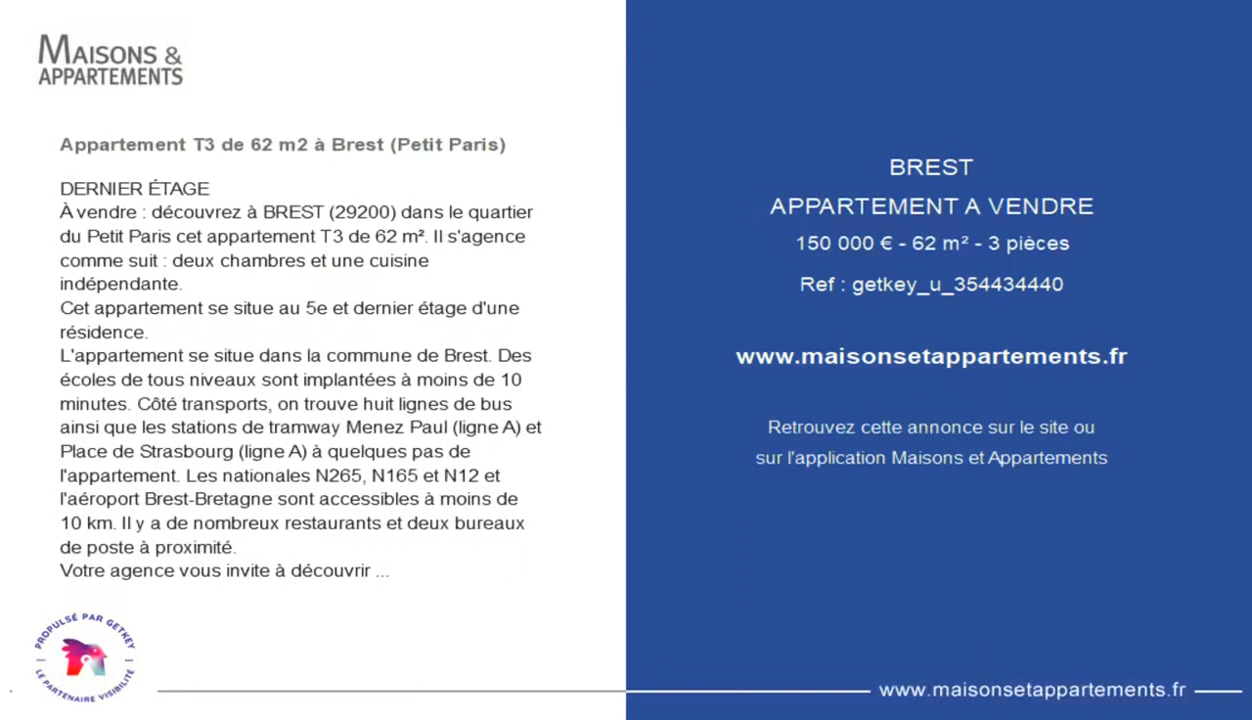 MAISONS &
APPARTEMENTS
Appartement T3 de 62 m2 à Brest (Petit Paris)
DERNIER ÉTAGE
À vendre : découvrez à BREST (29200) dans le quartier
du Petit Paris cet appartement T3 de 62 m². Il s'agence
comme suit : deux chambres et une cuisine
indépendante.
Cet appartement se situe au 5e et dernier étage d'une
résidence.
L'appartement se situe dans la commune de Brest. Des
écoles de tous niveaux sont implantées à moins de 10
minutes. Côté transports, on trouve huit lignes de bus
ainsi que les stations de tramway Menez Paul (ligne A) et
Place de Strasbourg (ligne A) à quelques pas de
l'appartement. Les nationales N265, N165 et N12 et
l'aéroport Brest-Bretagne sont accessibles à moins de
10 km. Il y a de nombreux restaurants et deux bureaux
de poste à proximité.
Votre agence vous invite à découvrir ...
PROPULSÉ PAR GETKEY
LE PARTENAIRE VISIBILITÉ
BREST
APPARTEMENT A VENDRE
150 000 € - 62 m² - 3 pièces
Ref : getkey_u_354434440
www.maisonsetappartements.fr
Retrouvez cette annonce sur le site ou
sur l'application Maisons et Appartements
www.maisonsetappartements.fr